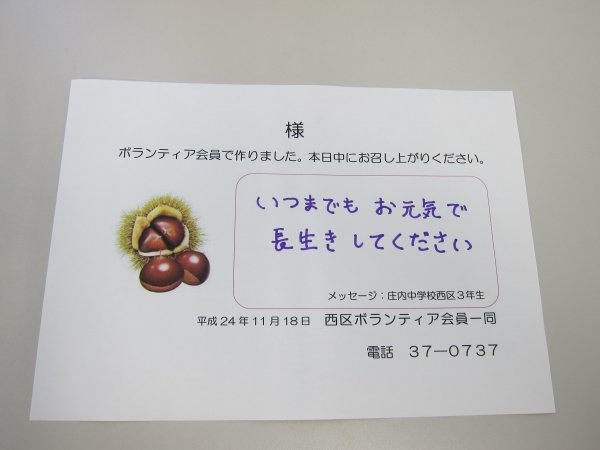 様
ボランティア会員で作りました。本日中にお召し上がりください。
いつまでも お元気で
長生き してください
メッセージ：庄内中学校西区３年生
平成２４年１１月１８日　西区ボランティア会員一同
電話　３７－０７３７